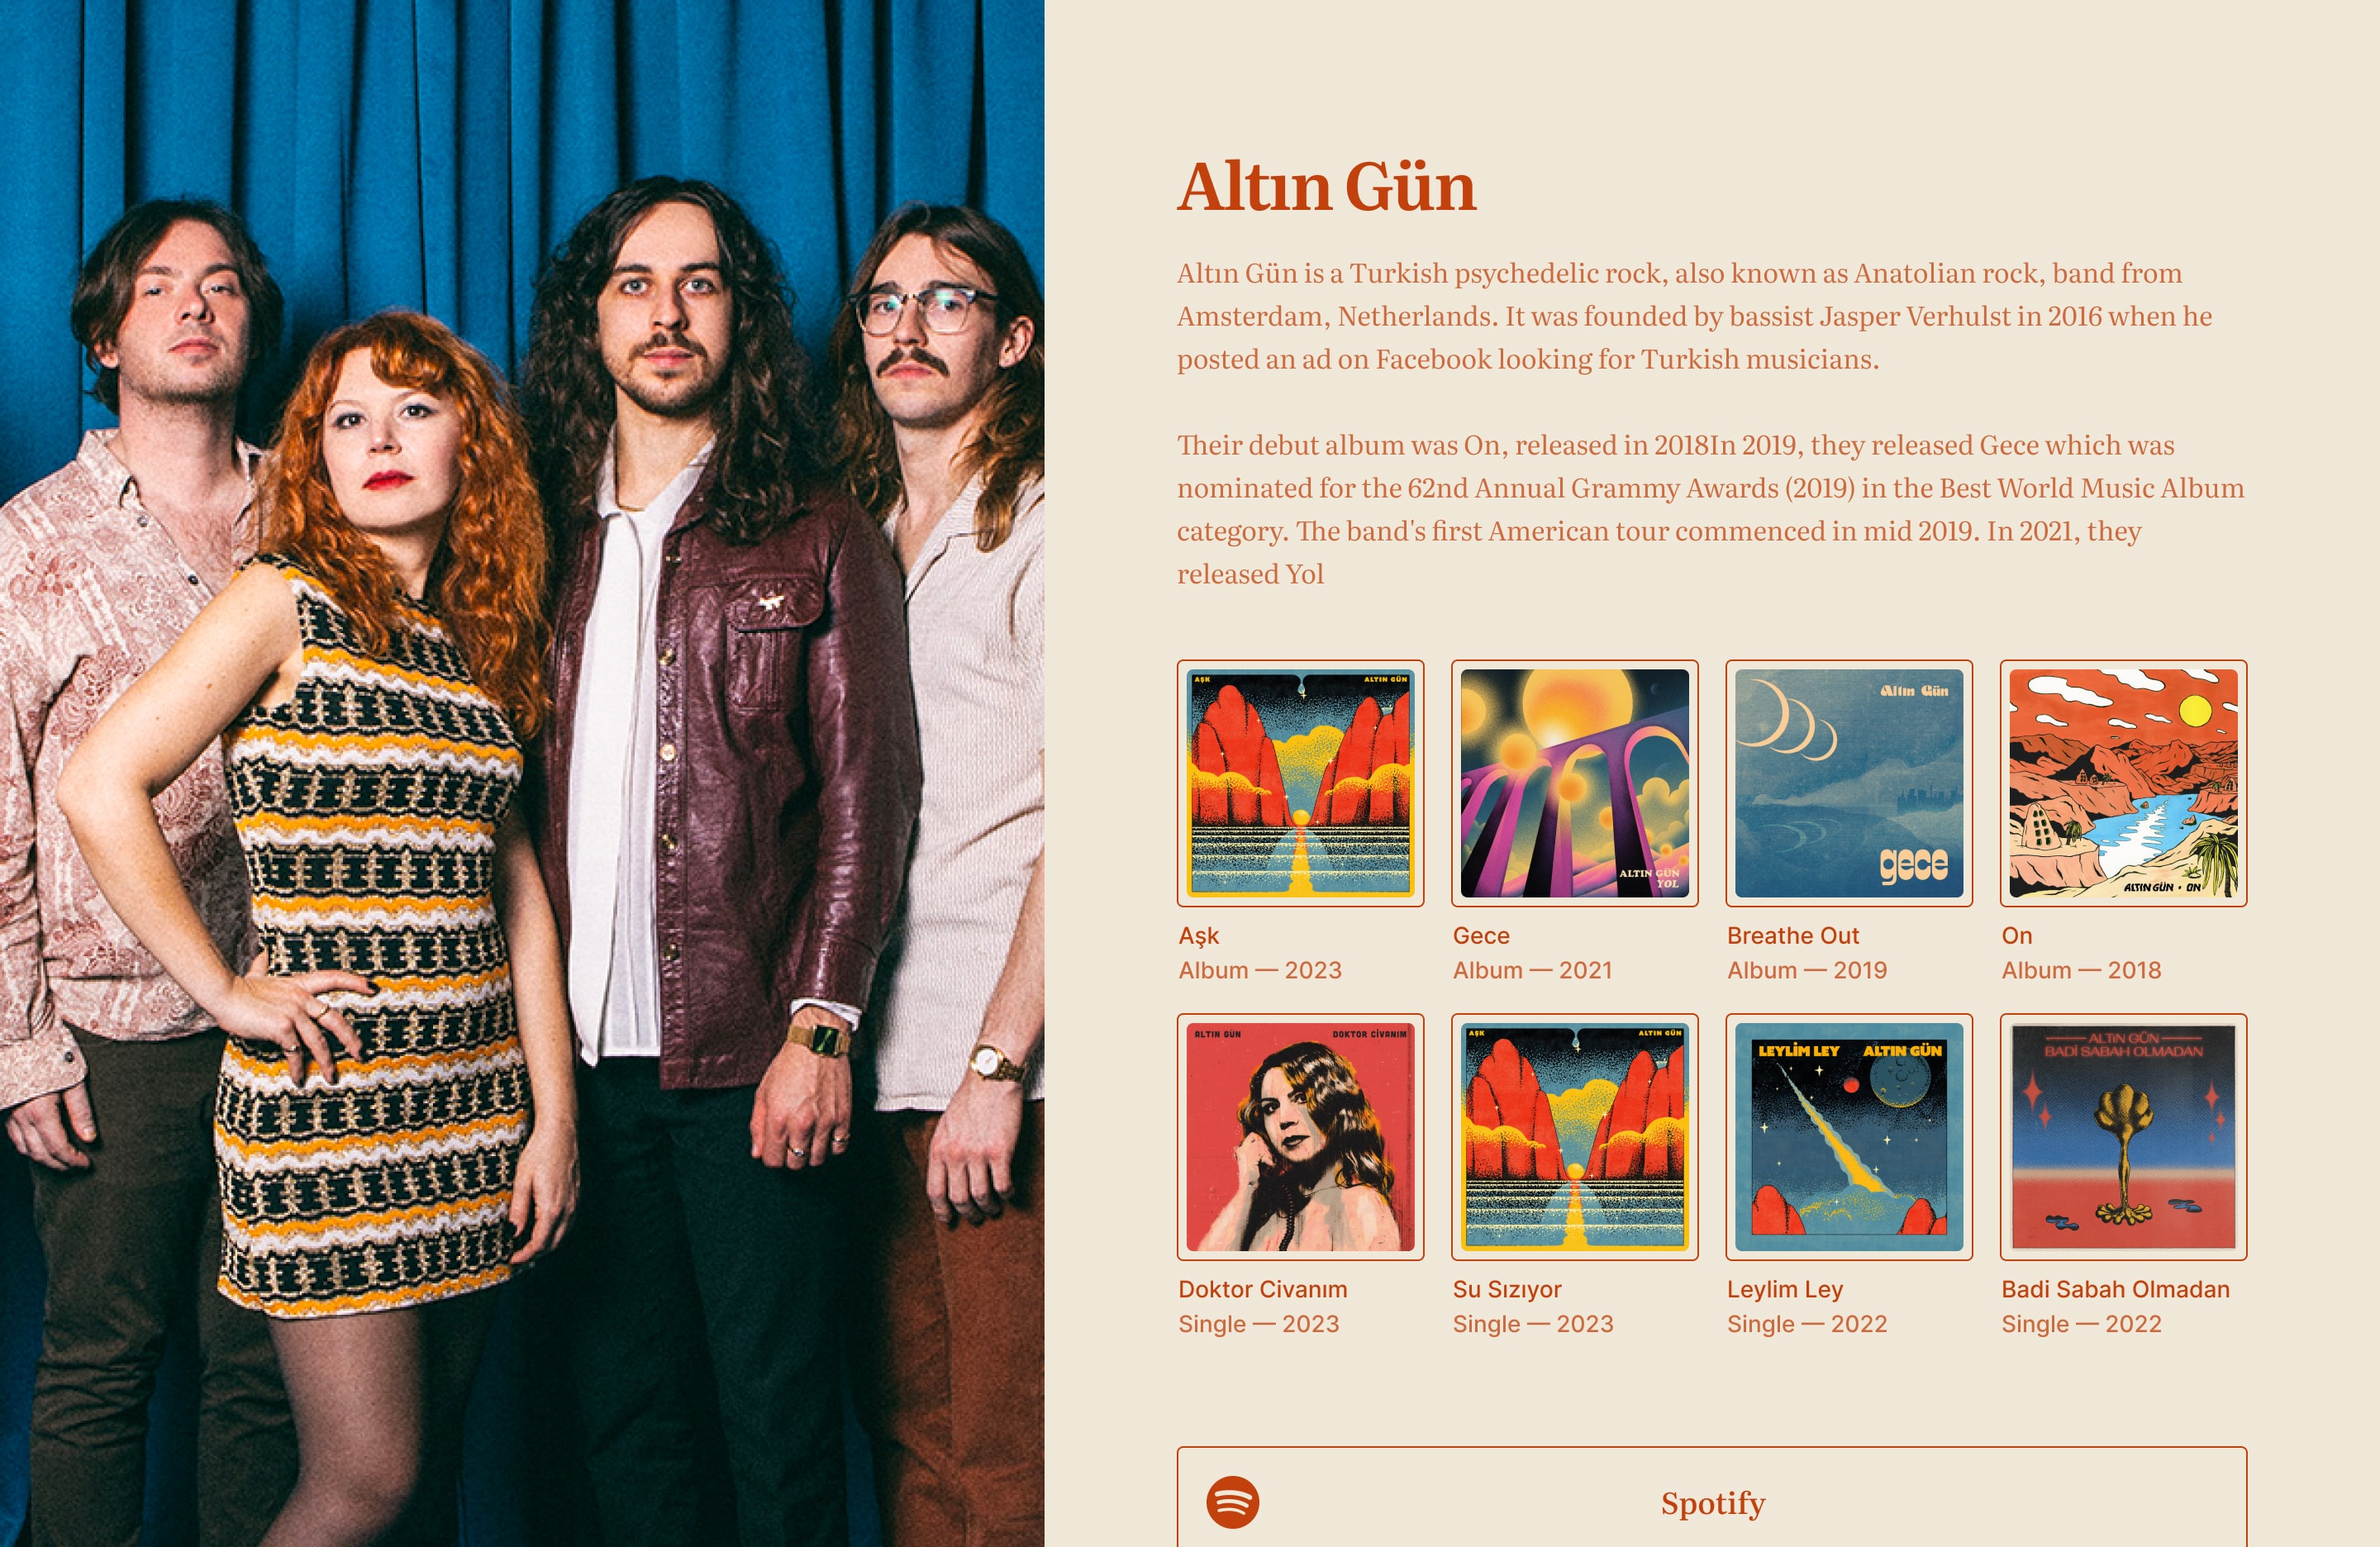 Altın Gün
Altın Gün is a Turkish psychedelic rock, also known as Anatolian rock, band from
Amsterdam, Netherlands. It was founded by bassist Jasper Verhulst in 2016 when he
posted an ad on Facebook looking for Turkish musicians.
Their debut album was On, released in 2018In 2019, they released Gece which was
nominated for the 62nd Annual Grammy Awards (2019) in the Best World Music Album
category. The band's first American tour commenced in mid 2019. In 2021, they
released Yol
AŞK ALTIN GÜN
ALTIN GÜN
YOL
Altın Gün
gece
ALTIN GÜN • ON
Aşk
Album — 2023
Gece
Album — 2021
Breathe Out
Album — 2019
On
Album — 2018
ALTIN GÜN DOKTOR CİVANIM
AŞK ALTIN GÜN
LEYLİM LEY ALTIN GÜN
ALTIN GÜN
BADİ SABAH OLMADAN
Doktor Civanım
Single — 2023
Su Sızıyor
Single — 2023
Leylim Ley
Single — 2022
Badi Sabah Olmadan
Single — 2022
Spotify